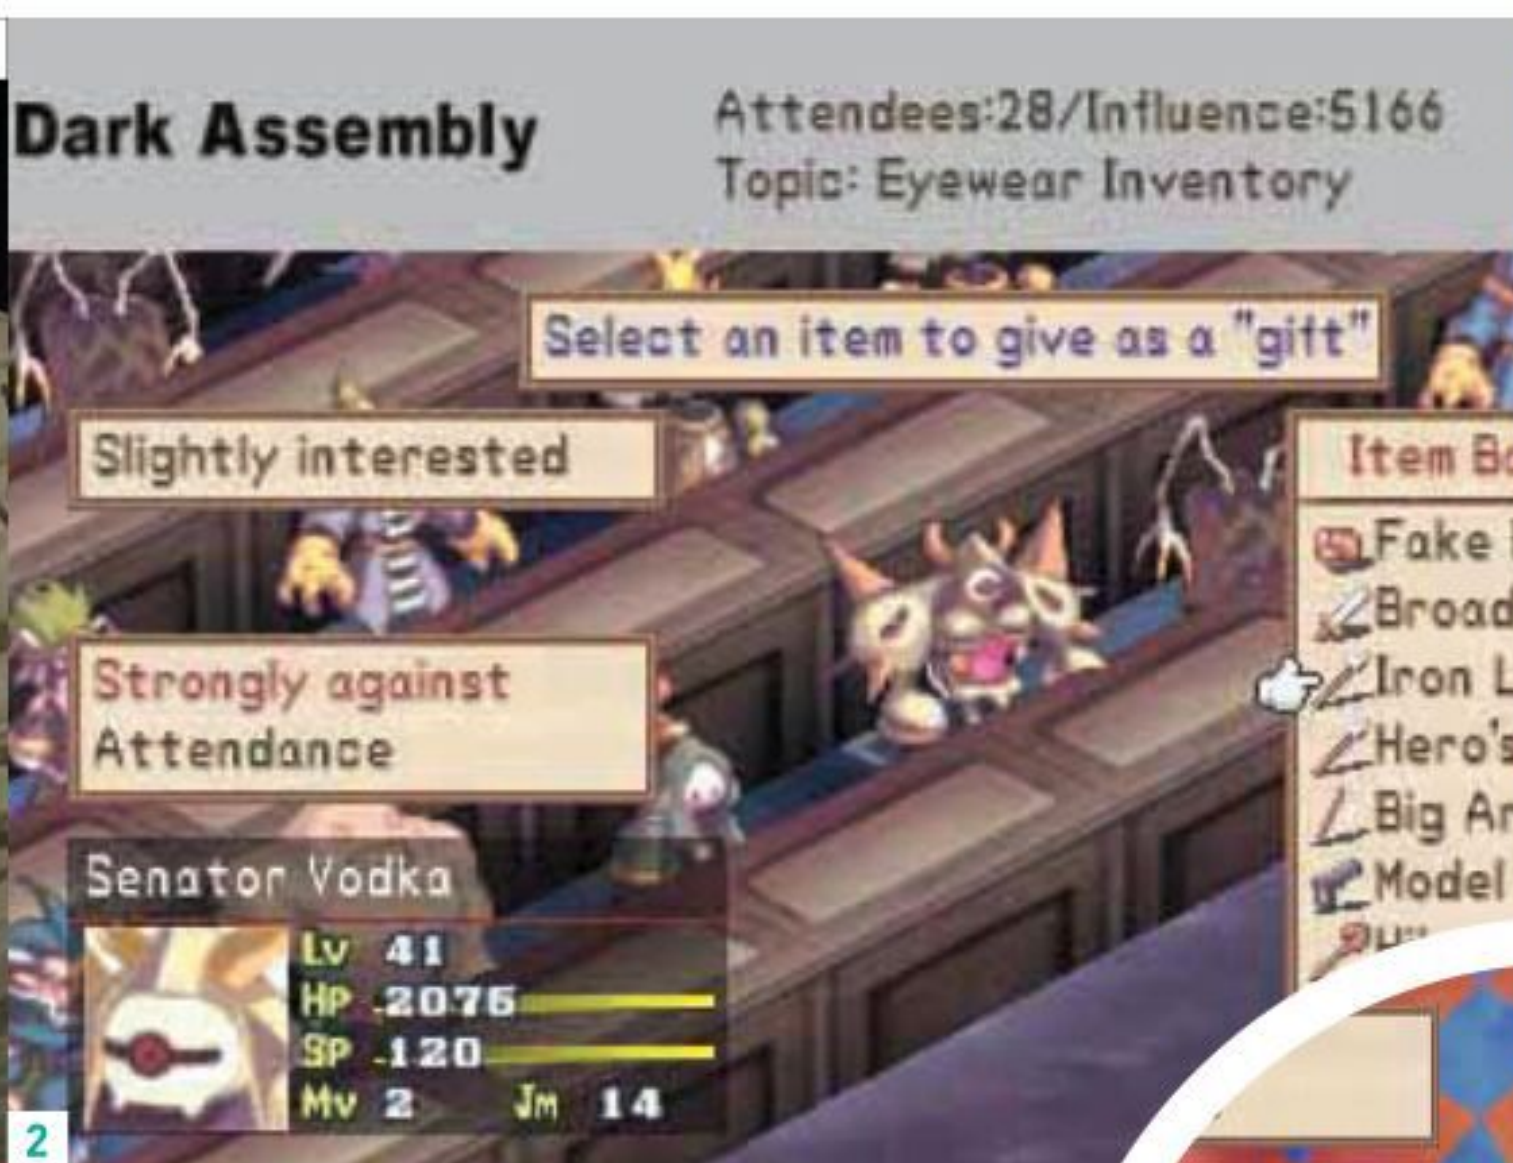 Dark Assembly
Attendees:28/Influence:5166
Topic: Eyewear Inventory
Select an item to give as a "gift"
Slightly interested
Item
Fake
Broad
Iron
Hero's
Big
Model
Strongly against
Attendance
Senator Vodka
Lv 41
Hp 2075
SP 120
Mv 2 Jm 14
2